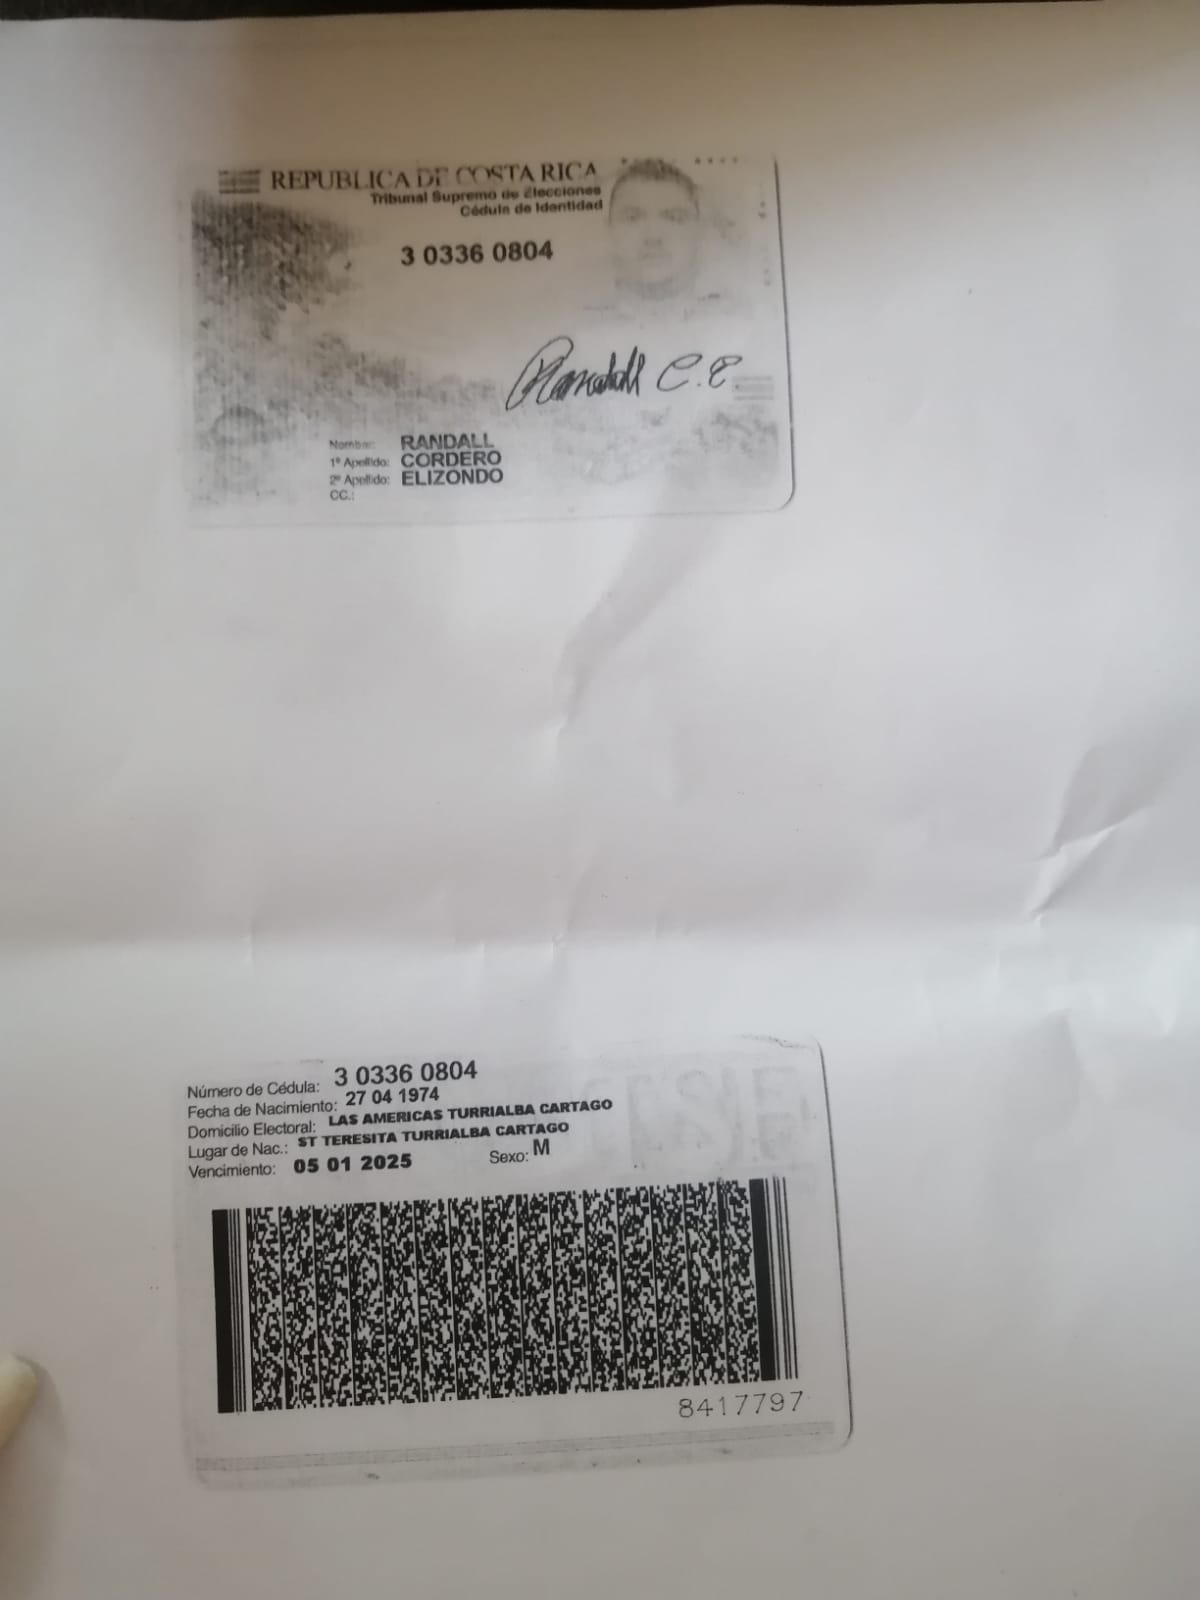 REPUBLICA DE COSTA RICA
Tribunal Supremo de Elecciones
Cédula de Identidad
3 0336 0804
Randall C.E
Nombre: RANDALL
1º Apellido: CORDERO
2º Apellido: ELIZONDO
CC.:
Número de Cédula: 3 0336 0804
Fecha de Nacimiento: 27 04 1974
Domicilio Electoral: LAS AMERICAS TURRIALBA CARTAGO
Lugar de Nac.: ST TERESITA TURRIALBA CARTAGO
Vencimiento: 05 01 2025 Sexo: M
8417797